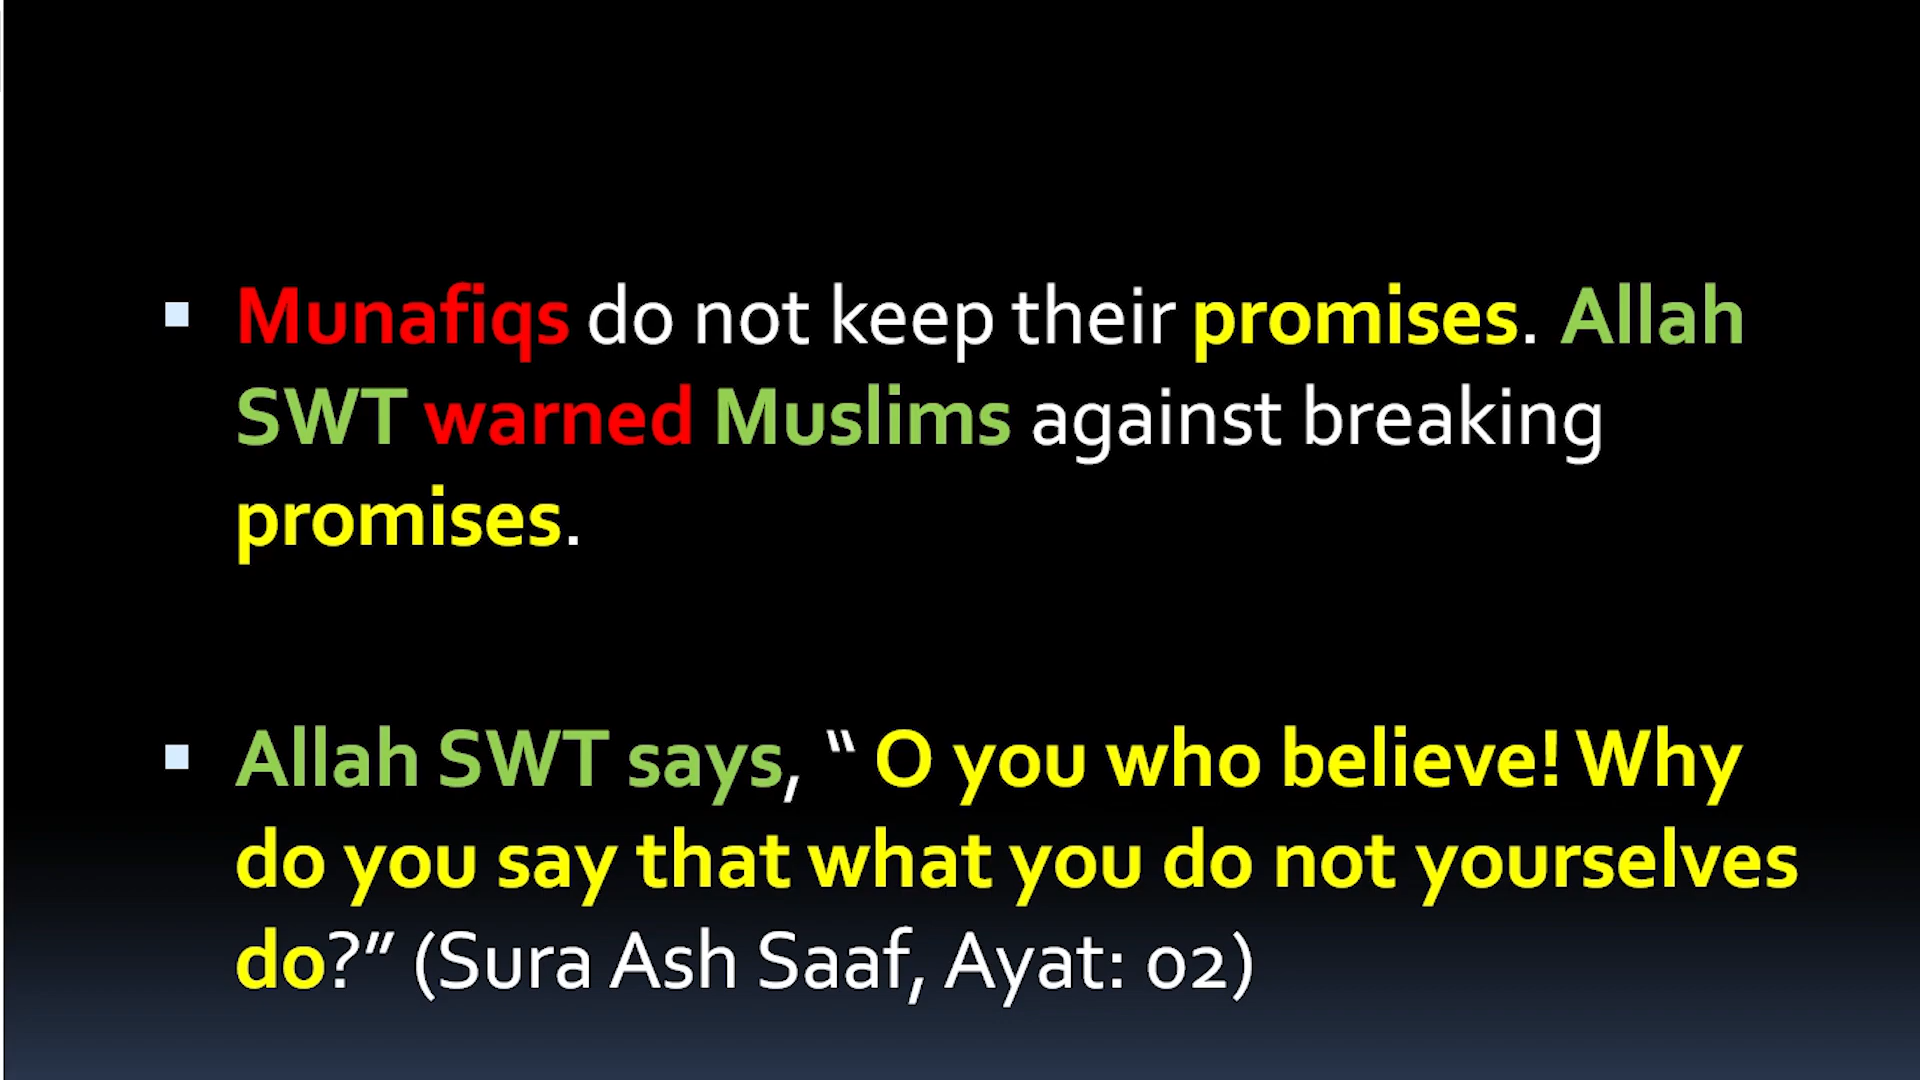 ▪ Munafiqs do not keep their promises. Allah
SWT warned Muslims against breaking
promises.
▪ Allah SWT says, “ O you who believe! Why
do you say that what you do not yourselves
do?” (Sura Ash Saaf, Ayat: 02)